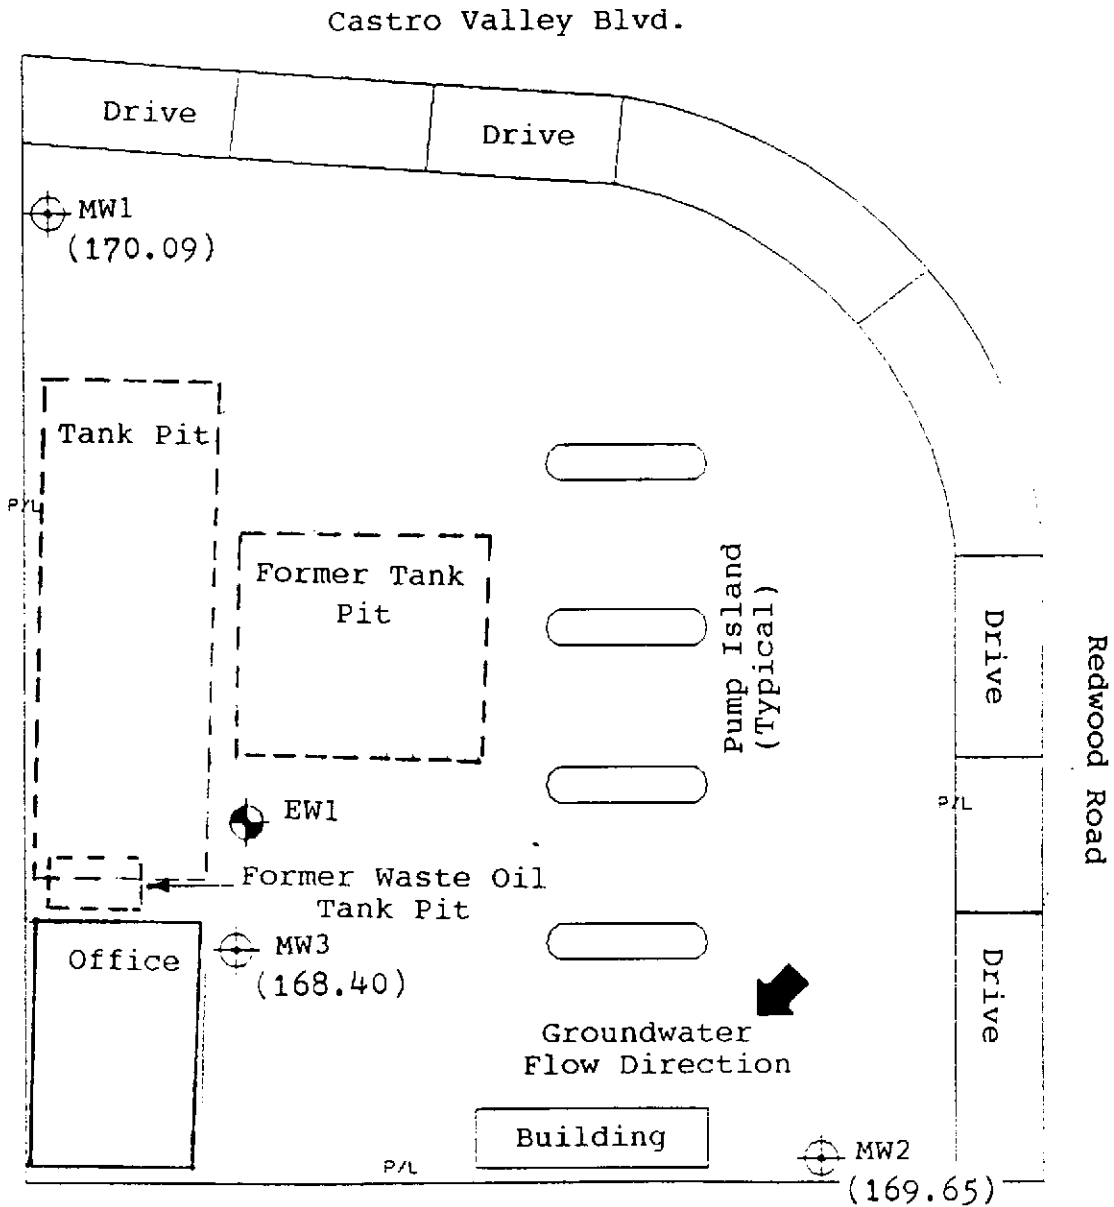 Castro Valley Blvd.
Drive
Drive
MW1
(170.09)
Tank Pit
P/L
Former Tank
Pit
Pump Island
(Typical)
Drive
Redwood Road
P/L
EW1
Former Waste Oil
Tank Pit
Office
MW3
(168.40)
Drive
Groundwater
Flow Direction
Building
P/L
MW2
(169.65)